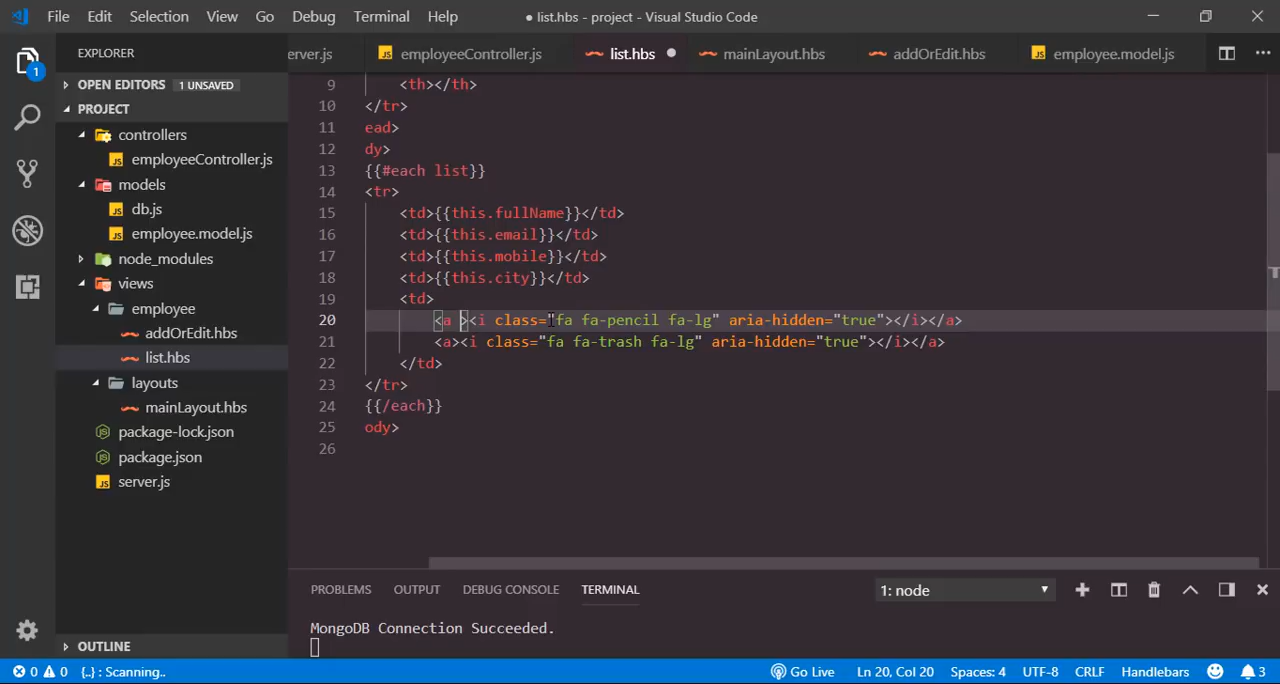 File Edit Selection View Go Debug Terminal Help
● list.hbs - project - Visual Studio Code
EXPLORER
OPEN EDITORS 1 UNSAVED
PROJECT
controllers
employeeController.js
models
db.js
employee.model.js
node_modules
views
employee
addOrEdit.hbs
list.hbs
layouts
mainLayout.hbs
package-lock.json
package.json
server.js
OUTLINE
1
erver.js employeeController.js list.hbs ● mainLayout.hbs addOrEdit.hbs employee.model.js
9 <th></th>
10 </tr>
11 ead>
12 dy>
13 {{#each list}}
14 <tr>
15 <td>{{this.fullName}}</td>
16 <td>{{this.email}}</td>
17 <td>{{this.mobile}}</td>
18 <td>{{this.city}}</td>
19 <td>
20 <a ><i class="fa fa-pencil fa-lg" aria-hidden="true"></i></a>
21 <a><i class="fa fa-trash fa-lg" aria-hidden="true"></i></a>
22 </td>
23 </tr>
24 {{/each}}
25 ody>
26
PROBLEMS OUTPUT DEBUG CONSOLE TERMINAL 1: node
MongoDB Connection Succeeded.
0 0 {..} : Scanning.. Go Live Ln 20, Col 20 Spaces: 4 UTF-8 CRLF Handlebars 3